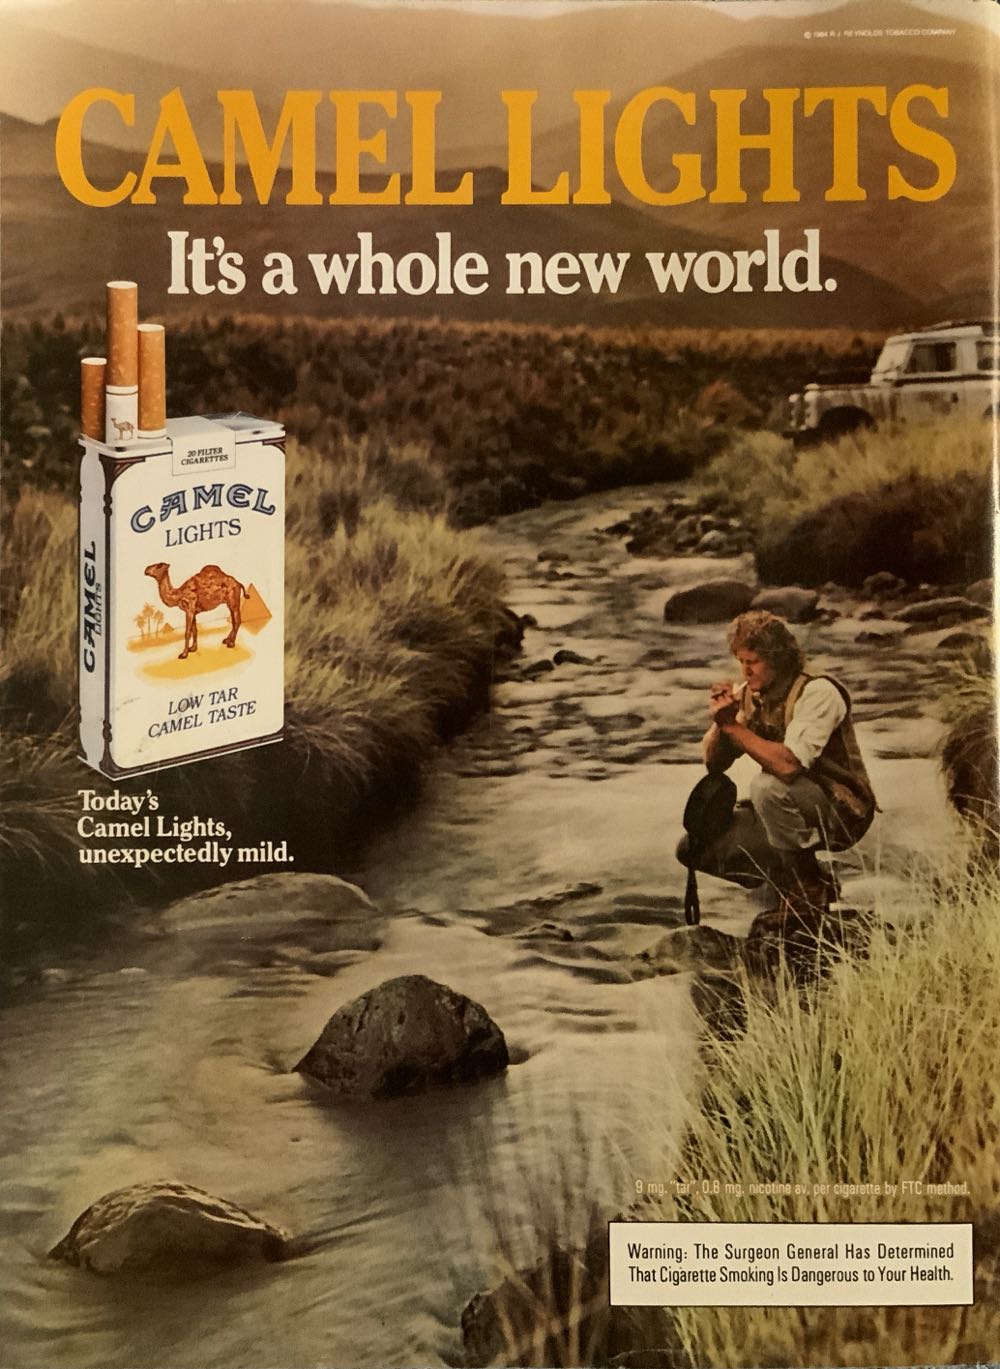 © 1984 R.J. REYNOLDS TOBACCO COMPANY
CAMEL LIGHTS
It's a whole new world.
20 FILTER
CIGARETTES
CAMEL
LIGHTS
CAMEL
LIGHTS
LOW TAR
CAMEL TASTE
Today's
Camel Lights,
unexpectedly mild.
9 mg. "tar", 0.8 mg. nicotine av. per cigarette by FTC method.
Warning: The Surgeon General Has Determined
That Cigarette Smoking Is Dangerous to Your Health.